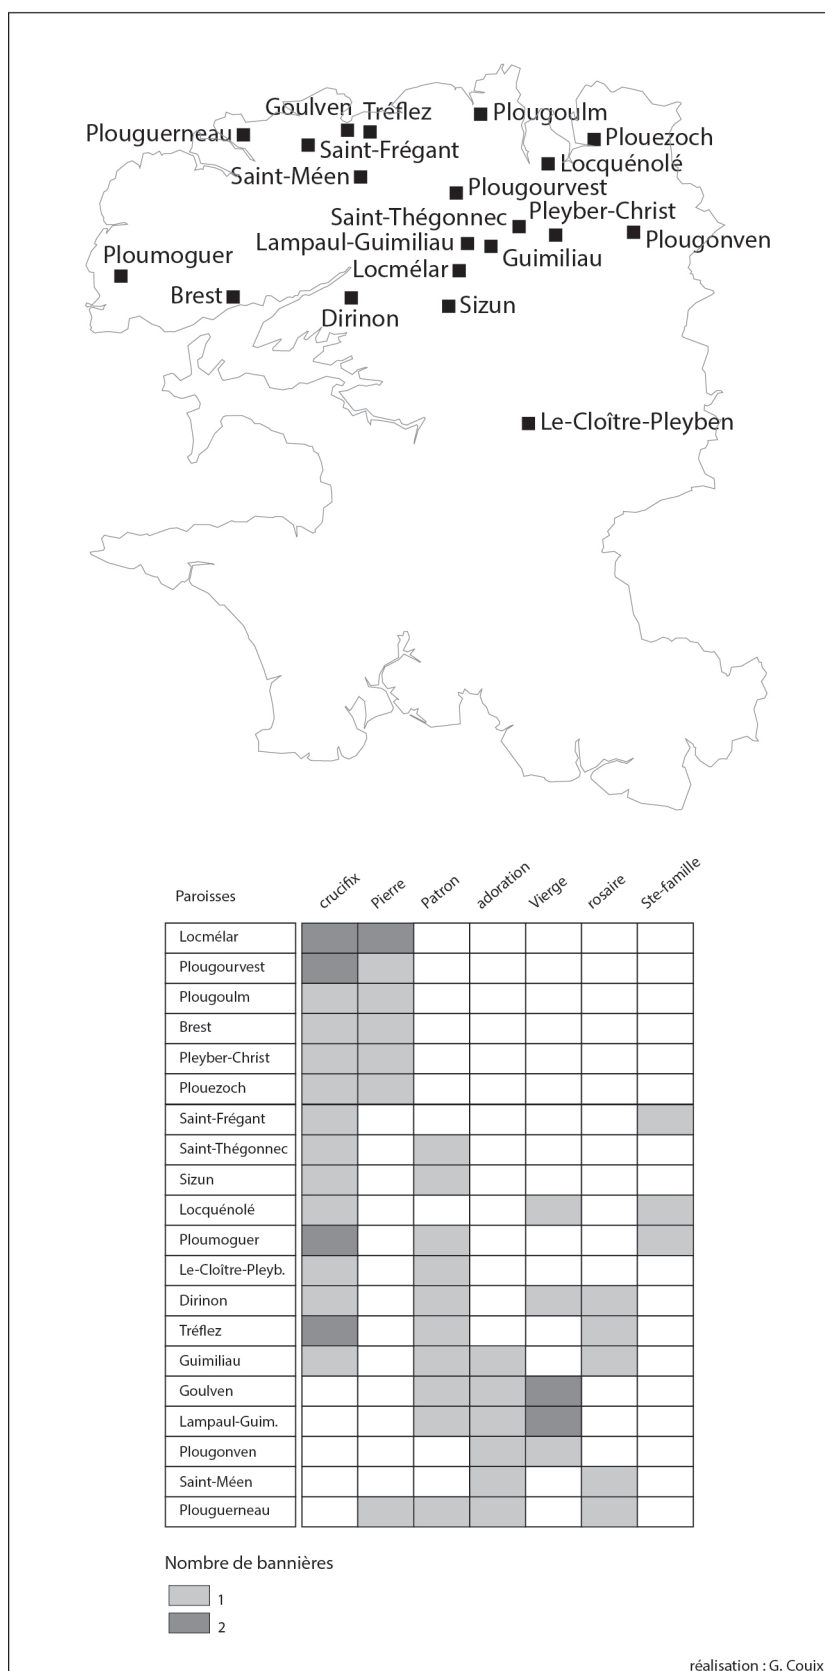 Goulven
Tréflez
Plougoulm
Plouguerneau
Plouezoch
Saint-Frégant
Locquénolé
Saint-Méen
Plougourvest
Saint-Thégonnec
Pleyber-Christ
Lampaul-Guimiliau
Plougonven
Guimiliau
Ploumoguer
Locmélar
Brest
Sizun
Dirinon
Le-Cloître-Pleyben
Paroisses
crucifix
Pierre
Patron
adoration
Vierge
rosaire
Ste-famille
Locmélar
Plougourvest
Plougoulm
Brest
Pleyber-Christ
Plouezoch
Saint-Frégant
Saint-Thégonnec
Sizun
Locquénolé
Ploumoguer
Le-Cloître-Pleyb.
Dirinon
Tréflez
Guimiliau
Goulven
Lampaul-Guim.
Plougonven
Saint-Méen
Plouguerneau
Nombre de bannières
1
2
réalisation : G. Couix